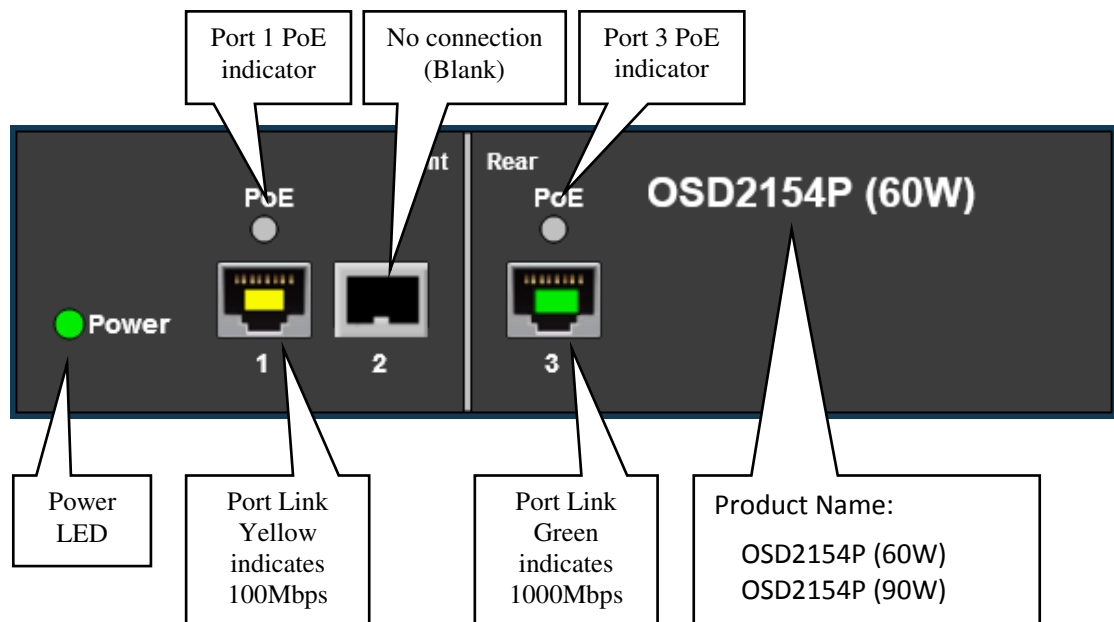 Port 1 PoE
indicator
No connection
(Blank)
Port 3 PoE
indicator
nt
Rear
PoE
PoE
OSD2154P (60W)
Power
1
2
3
Power
LED
Port Link
Yellow
indicates
100Mbps
Port Link
Green
indicates
1000Mbps
Product Name:
OSD2154P (60W)
OSD2154P (90W)